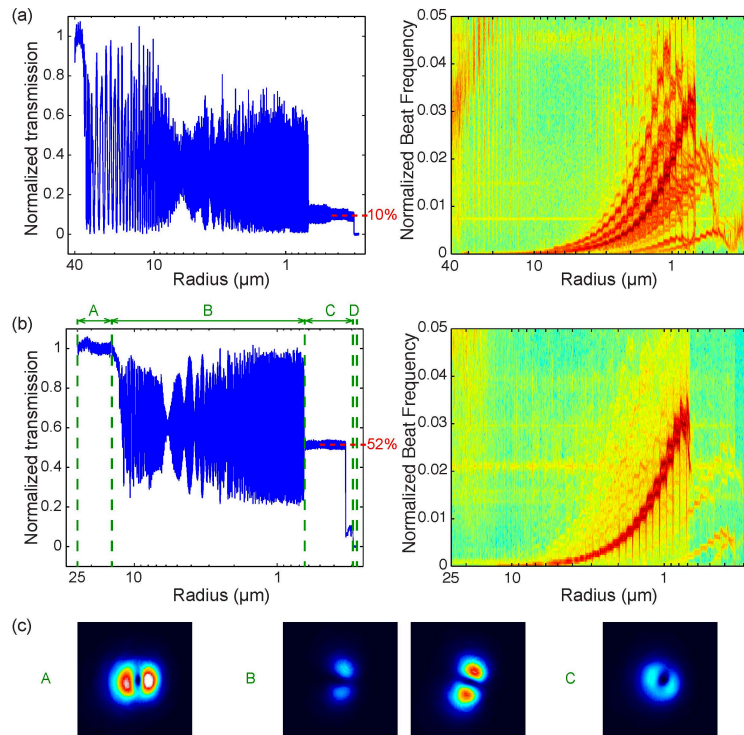 (a)
Normalized transmission
1
0.8
0.6
0.4
0.2
0
10%
40
10
1
Radius (µm)
Normalized Beat Frequency
0.05
0.04
0.03
0.02
0.01
0
40
10
1
Radius (µm)
A
B
C
D
(b)
Normalized transmission
1
0.8
0.6
0.4
0.2
0
52%
25
10
1
Radius (µm)
Normalized Beat Frequency
0.05
0.04
0.03
0.02
0.01
0
25
10
1
Radius (µm)
(c)
A
B
C